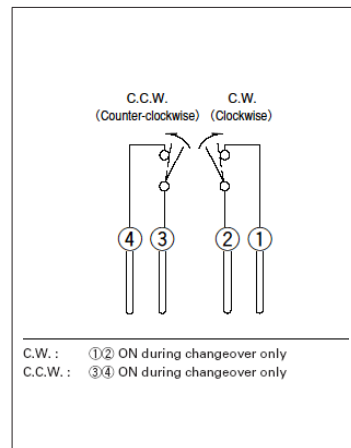 C.C.W. C.W.
(Counter-clockwise) (Clockwise)
④ ③ ② ①
C.W. : ①② ON during changeover only
C.C.W. : ③④ ON during changeover only